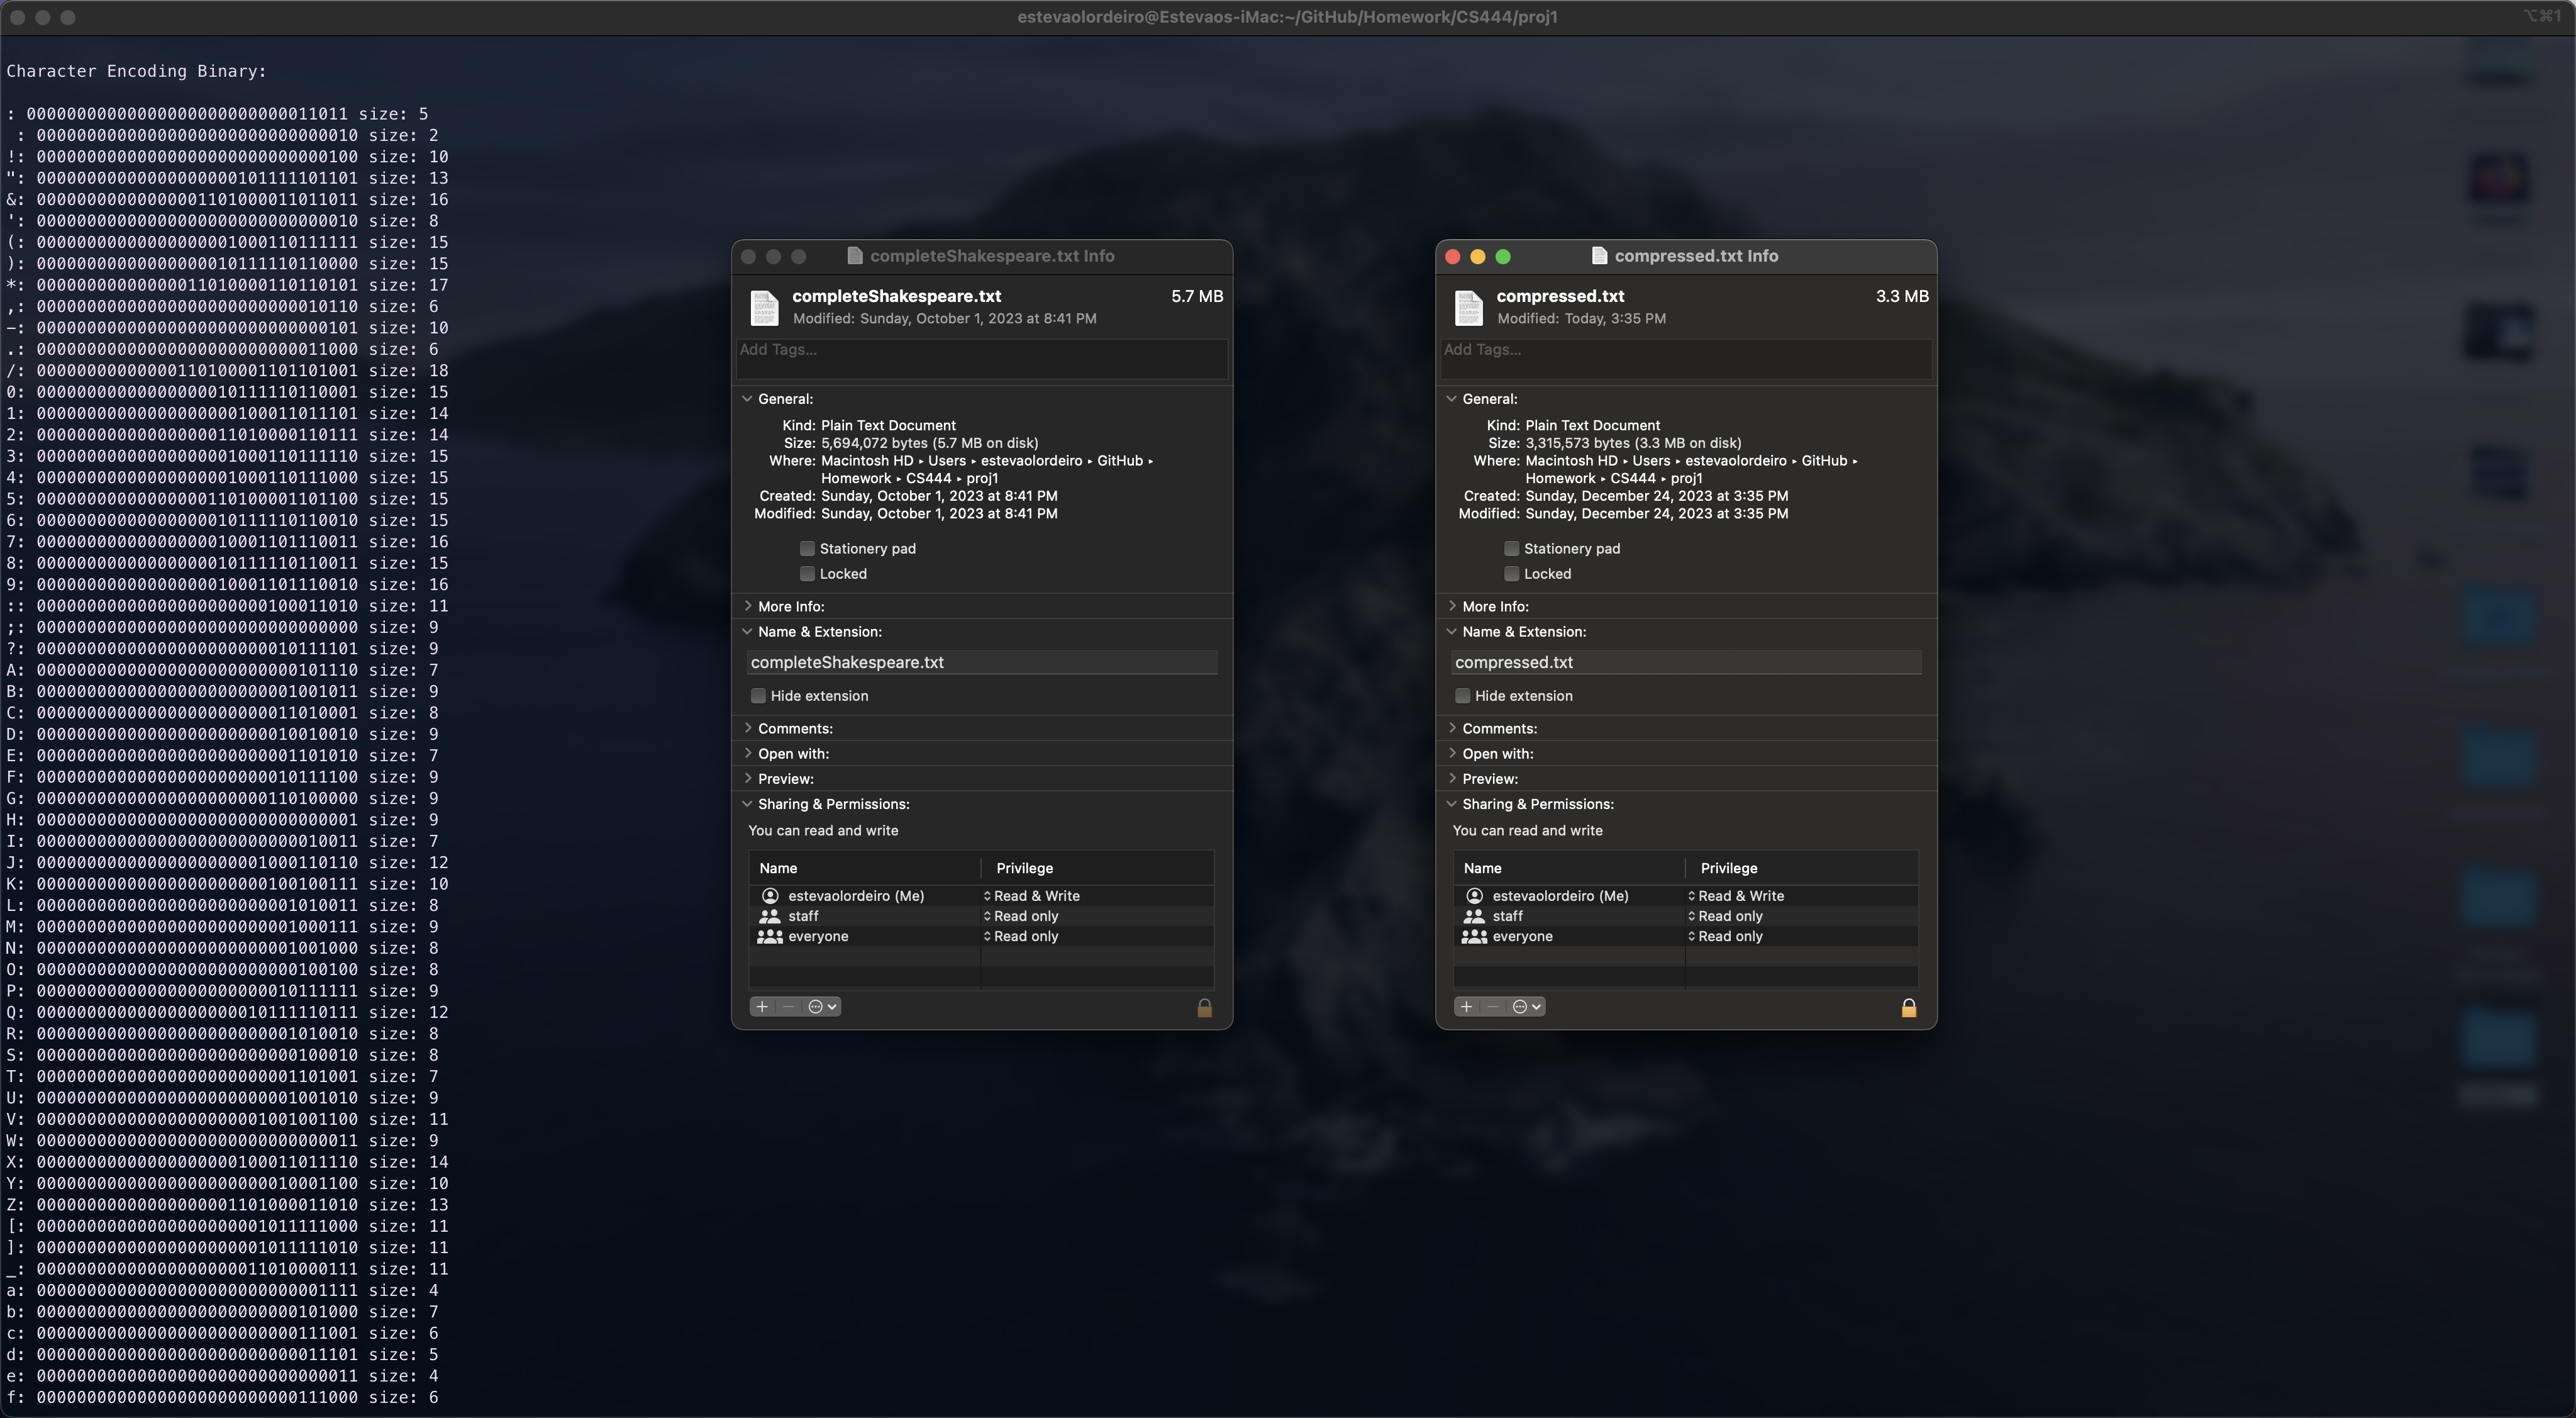 estevaolordeiro@Estevaos-iMac:~/GitHub/Homework/CS444/proj1
⌥⌘1
Character Encoding Binary:
: 00000000000000000000000000011011 size: 5
 : 00000000000000000000000000000010 size: 2
!: 00000000000000000000000000000100 size: 10
": 00000000000000000000101111101101 size: 13
&: 00000000000000001101000011011011 size: 16
': 00000000000000000000000000000010 size: 8
(: 00000000000000000001000110111111 size: 15
): 00000000000000000010111110110000 size: 15
*: 00000000000000011010000110110101 size: 17
,: 00000000000000000000000000010110 size: 6
-: 00000000000000000000000000000101 size: 10
.: 00000000000000000000000000011000 size: 6
/: 00000000000000110100001101101001 size: 18
0: 00000000000000000010111110110001 size: 15
1: 00000000000000000000100011011101 size: 14
2: 00000000000000000011010000110111 size: 14
3: 00000000000000000001000110111110 size: 15
4: 00000000000000000001000110111000 size: 15
5: 00000000000000000110100001101100 size: 15
6: 00000000000000000010111110110010 size: 15
7: 00000000000000000010001101110011 size: 16
8: 00000000000000000010111110110011 size: 15
9: 00000000000000000010001101110010 size: 16
:: 00000000000000000000000100011010 size: 11
;: 00000000000000000000000000000000 size: 9
?: 00000000000000000000000010111101 size: 9
A: 00000000000000000000000000101110 size: 7
B: 00000000000000000000000001001011 size: 9
C: 00000000000000000000000011010001 size: 8
D: 00000000000000000000000010010010 size: 9
E: 00000000000000000000000001101010 size: 7
F: 00000000000000000000000010111100 size: 9
G: 00000000000000000000000110100000 size: 9
H: 00000000000000000000000000000001 size: 9
I: 00000000000000000000000000010011 size: 7
J: 00000000000000000000001000110110 size: 12
K: 00000000000000000000000100100111 size: 10
L: 00000000000000000000000001010011 size: 8
M: 00000000000000000000000001000111 size: 9
N: 00000000000000000000000001001000 size: 8
O: 00000000000000000000000000100100 size: 8
P: 00000000000000000000000010111111 size: 9
Q: 00000000000000000000010111110111 size: 12
R: 00000000000000000000000001010010 size: 8
S: 00000000000000000000000000100010 size: 8
T: 00000000000000000000000001101001 size: 7
U: 00000000000000000000000001001010 size: 9
V: 00000000000000000000001001001100 size: 11
W: 00000000000000000000000000000011 size: 9
X: 00000000000000000000100011011110 size: 14
Y: 00000000000000000000000010001100 size: 10
Z: 00000000000000000001101000011010 size: 13
[: 00000000000000000000001011111000 size: 11
]: 00000000000000000000001011111010 size: 11
_: 00000000000000000000011010000111 size: 11
a: 00000000000000000000000000001111 size: 4
b: 00000000000000000000000000101000 size: 7
c: 00000000000000000000000000111001 size: 6
d: 00000000000000000000000000011101 size: 5
e: 00000000000000000000000000000011 size: 4
f: 00000000000000000000000000111000 size: 6
completeShakespeare.txt Info
completeShakespeare.txt 5.7 MB
Modified: Sunday, October 1, 2023 at 8:41 PM
Add Tags...
General:
Kind: Plain Text Document
Size: 5,694,072 bytes (5.7 MB on disk)
Where: Macintosh HD ▸ Users ▸ estevaolordeiro ▸ GitHub ▸
Homework ▸ CS444 ▸ proj1
Created: Sunday, October 1, 2023 at 8:41 PM
Modified: Sunday, October 1, 2023 at 8:41 PM
Stationery pad
Locked
More Info:
Name & Extension:
completeShakespeare.txt
Hide extension
Comments:
Open with:
Preview:
Sharing & Permissions:
You can read and write
Name Privilege
estevaolordeiro (Me) Read & Write
staff Read only
everyone Read only
compressed.txt Info
compressed.txt 3.3 MB
Modified: Today, 3:35 PM
Add Tags...
General:
Kind: Plain Text Document
Size: 3,315,573 bytes (3.3 MB on disk)
Where: Macintosh HD ▸ Users ▸ estevaolordeiro ▸ GitHub ▸
Homework ▸ CS444 ▸ proj1
Created: Sunday, December 24, 2023 at 3:35 PM
Modified: Sunday, December 24, 2023 at 3:35 PM
Stationery pad
Locked
More Info:
Name & Extension:
compressed.txt
Hide extension
Comments:
Open with:
Preview:
Sharing & Permissions:
You can read and write
Name Privilege
estevaolordeiro (Me) Read & Write
staff Read only
everyone Read only